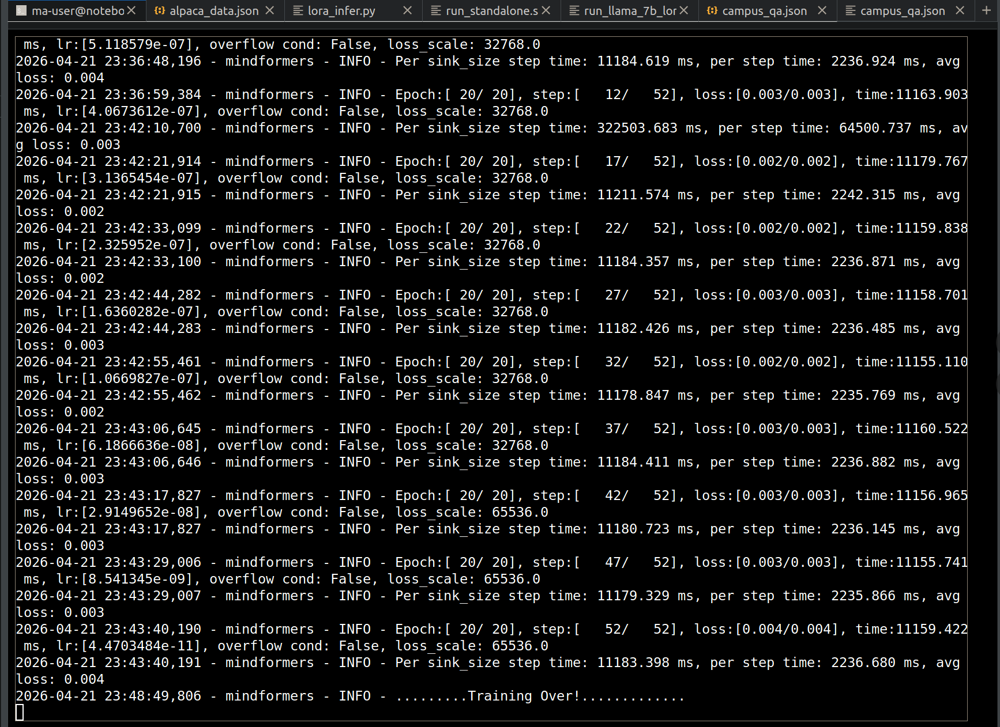 ma-user@notebo
alpaca_data.json
lora_infer.py
run_standalone.s
run_llama_7b_lor
campus_qa.json
campus_qa.json
 ms, lr:[5.118579e-07], overflow cond: False, loss_scale: 32768.0
2026-04-21 23:36:48,196 - mindformers - INFO - Per sink_size step time: 11184.619 ms, per step time: 2236.924 ms, avg
loss: 0.004
2026-04-21 23:36:59,384 - mindformers - INFO - Epoch:[ 20/ 20], step:[   12/   52], loss:[0.003/0.003], time:11163.903
 ms, lr:[4.0673612e-07], overflow cond: False, loss_scale: 32768.0
2026-04-21 23:42:10,700 - mindformers - INFO - Per sink_size step time: 322503.683 ms, per step time: 64500.737 ms, av
g loss: 0.003
2026-04-21 23:42:21,914 - mindformers - INFO - Epoch:[ 20/ 20], step:[   17/   52], loss:[0.002/0.002], time:11179.767
 ms, lr:[3.1365454e-07], overflow cond: False, loss_scale: 32768.0
2026-04-21 23:42:21,915 - mindformers - INFO - Per sink_size step time: 11211.574 ms, per step time: 2242.315 ms, avg
loss: 0.002
2026-04-21 23:42:33,099 - mindformers - INFO - Epoch:[ 20/ 20], step:[   22/   52], loss:[0.002/0.002], time:11159.838
 ms, lr:[2.325952e-07], overflow cond: False, loss_scale: 32768.0
2026-04-21 23:42:33,100 - mindformers - INFO - Per sink_size step time: 11184.357 ms, per step time: 2236.871 ms, avg
loss: 0.002
2026-04-21 23:42:44,282 - mindformers - INFO - Epoch:[ 20/ 20], step:[   27/   52], loss:[0.003/0.003], time:11158.701
 ms, lr:[1.6360282e-07], overflow cond: False, loss_scale: 32768.0
2026-04-21 23:42:44,283 - mindformers - INFO - Per sink_size step time: 11182.426 ms, per step time: 2236.485 ms, avg
loss: 0.003
2026-04-21 23:42:55,461 - mindformers - INFO - Epoch:[ 20/ 20], step:[   32/   52], loss:[0.002/0.002], time:11155.110
 ms, lr:[1.0669827e-07], overflow cond: False, loss_scale: 32768.0
2026-04-21 23:42:55,462 - mindformers - INFO - Per sink_size step time: 11178.847 ms, per step time: 2235.769 ms, avg
loss: 0.002
2026-04-21 23:43:06,645 - mindformers - INFO - Epoch:[ 20/ 20], step:[   37/   52], loss:[0.003/0.003], time:11160.522
 ms, lr:[6.1866636e-08], overflow cond: False, loss_scale: 32768.0
2026-04-21 23:43:06,646 - mindformers - INFO - Per sink_size step time: 11184.411 ms, per step time: 2236.882 ms, avg
loss: 0.003
2026-04-21 23:43:17,827 - mindformers - INFO - Epoch:[ 20/ 20], step:[   42/   52], loss:[0.003/0.003], time:11156.965
 ms, lr:[2.9149652e-08], overflow cond: False, loss_scale: 65536.0
2026-04-21 23:43:17,827 - mindformers - INFO - Per sink_size step time: 11180.723 ms, per step time: 2236.145 ms, avg
loss: 0.003
2026-04-21 23:43:29,006 - mindformers - INFO - Epoch:[ 20/ 20], step:[   47/   52], loss:[0.003/0.003], time:11155.741
 ms, lr:[8.541345e-09], overflow cond: False, loss_scale: 65536.0
2026-04-21 23:43:29,007 - mindformers - INFO - Per sink_size step time: 11179.329 ms, per step time: 2235.866 ms, avg
loss: 0.003
2026-04-21 23:43:40,190 - mindformers - INFO - Epoch:[ 20/ 20], step:[   52/   52], loss:[0.004/0.004], time:11159.422
 ms, lr:[4.4703484e-11], overflow cond: False, loss_scale: 65536.0
2026-04-21 23:43:40,191 - mindformers - INFO - Per sink_size step time: 11183.398 ms, per step time: 2236.680 ms, avg
loss: 0.004
2026-04-21 23:48:49,806 - mindformers - INFO - .........Training Over!.............